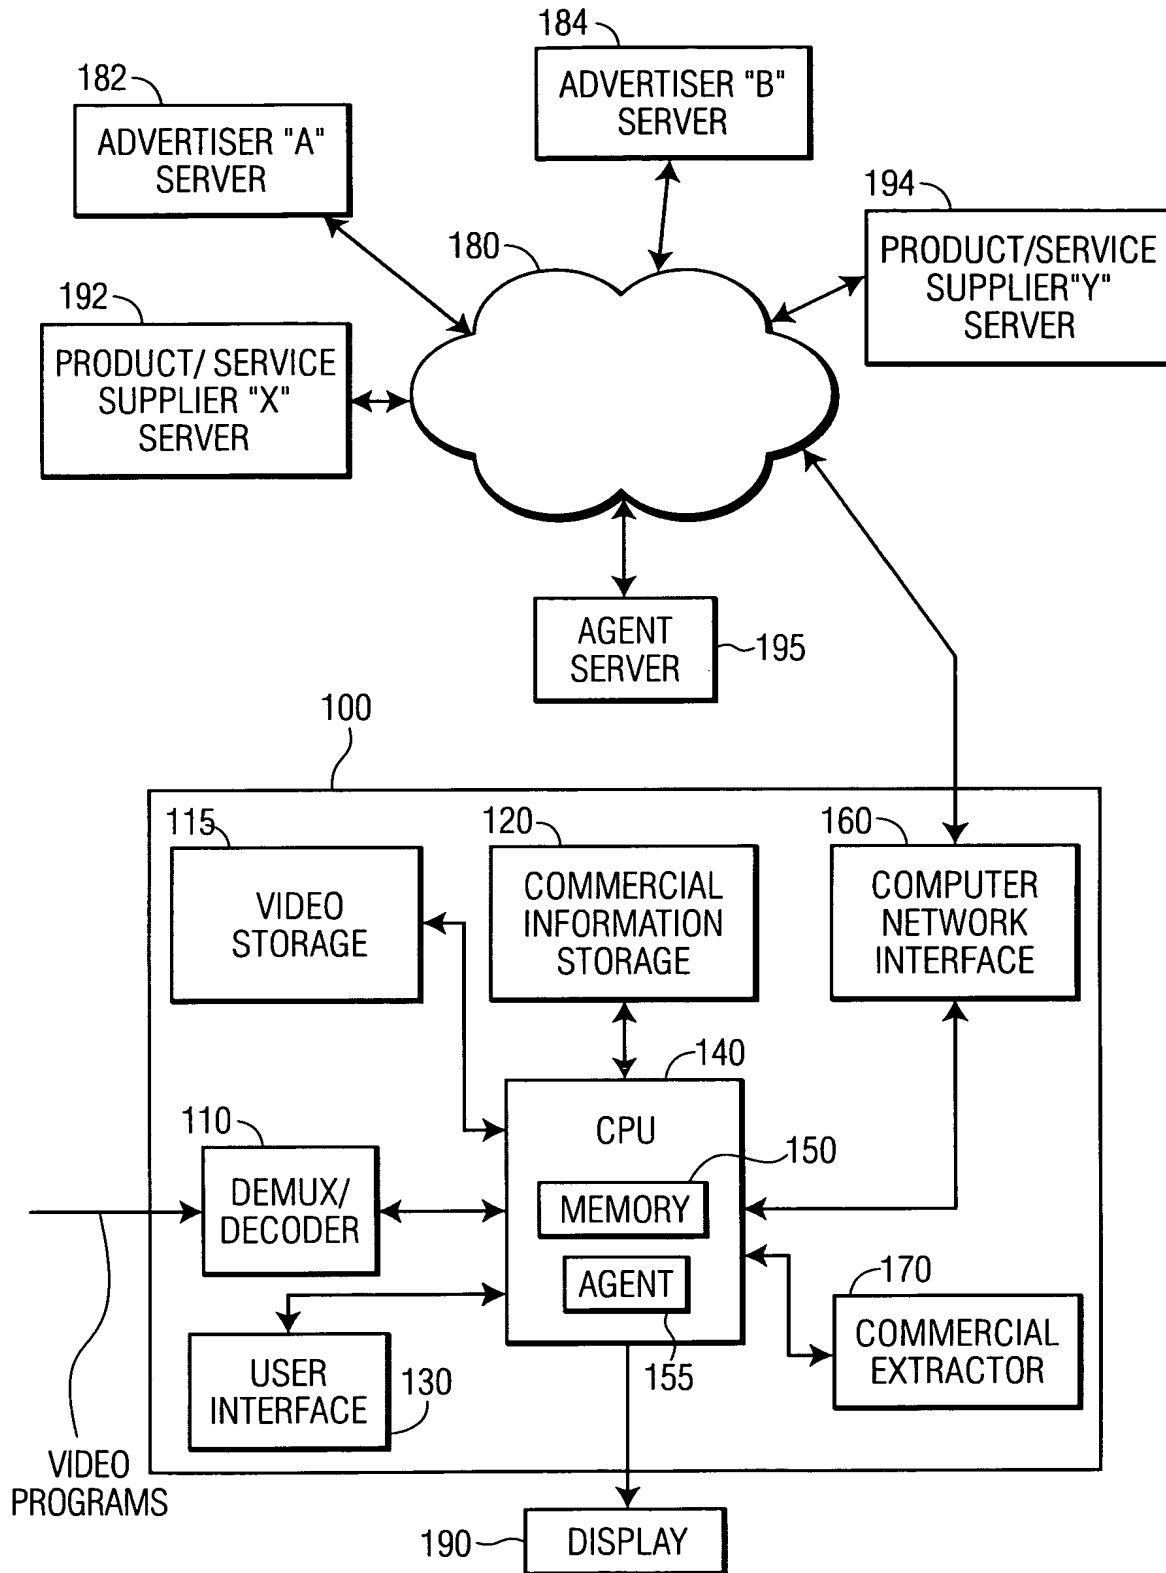 184
ADVERTISER "B"
SERVER
182
ADVERTISER "A"
SERVER
194
PRODUCT/SERVICE
SUPPLIER"Y"
SERVER
180
192
PRODUCT/ SERVICE
SUPPLIER "X"
SERVER
AGENT
SERVER
195
100
115
VIDEO
STORAGE
120
COMMERCIAL
INFORMATION
STORAGE
160
COMPUTER
NETWORK
INTERFACE
140
CPU
150
MEMORY
AGENT
155
110
DEMUX/
DECODER
170
COMMERCIAL
EXTRACTOR
USER
INTERFACE
130
VIDEO
PROGRAMS
190
DISPLAY